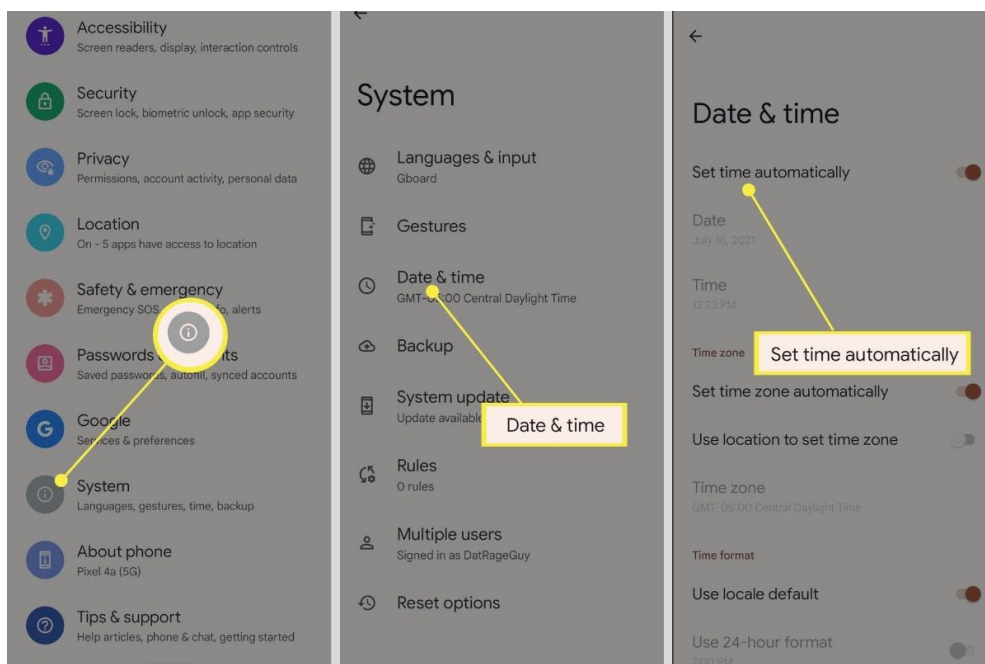 Accessibility
Screen readers, display, interaction controls
Security
Screen lock, biometric unlock, app security
Privacy
Permissions, account activity, personal data
Location
On - 5 apps have access to location
Safety & emergency
Emergency SOS, alerts
Passwords
Saved passwords, autofill, synced accounts
Google
Services & preferences
System
Languages, gestures, time, backup
About phone
Pixel 4a (5G)
Tips & support
Help articles, phone & chat, getting started
System
Languages & input
Gboard
Gestures
Date & time
GMT-05:00 Central Daylight Time
Backup
System update
Update available
Date & time
Rules
0 rules
Multiple users
Signed in as DatRageGuy
Reset options
Date & time
Set time automatically
Date
July 16, 2021
Time
12:23 PM
Time zone
Set time automatically
Set time zone automatically
Use location to set time zone
Time zone
GMT-05:00 Central Daylight Time
Time format
Use locale default
Use 24-hour format
1:00 PM